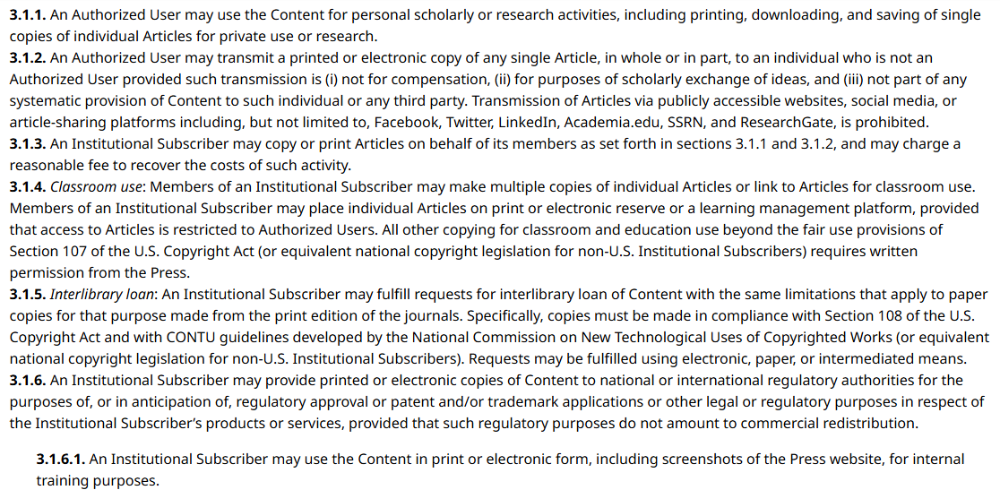 3.1.1. An Authorized User may use the Content for personal scholarly or research activities, including printing, downloading, and saving of single
copies of individual Articles for private use or research.
3.1.2. An Authorized User may transmit a printed or electronic copy of any single Article, in whole or in part, to an individual who is not an
Authorized User provided such transmission is (i) not for compensation, (ii) for purposes of scholarly exchange of ideas, and (iii) not part of any
systematic provision of Content to such individual or any third party. Transmission of Articles via publicly accessible websites, social media, or
article-sharing platforms including, but not limited to, Facebook, Twitter, LinkedIn, Academia.edu, SSRN, and ResearchGate, is prohibited.
3.1.3. An Institutional Subscriber may copy or print Articles on behalf of its members as set forth in sections 3.1.1 and 3.1.2, and may charge a
reasonable fee to recover the costs of such activity.
3.1.4. Classroom use: Members of an Institutional Subscriber may make multiple copies of individual Articles or link to Articles for classroom use.
Members of an Institutional Subscriber may place individual Articles on print or electronic reserve or a learning management platform, provided
that access to Articles is restricted to Authorized Users. All other copying for classroom and education use beyond the fair use provisions of
Section 107 of the U.S. Copyright Act (or equivalent national copyright legislation for non-U.S. Institutional Subscribers) requires written
permission from the Press.
3.1.5. Interlibrary loan: An Institutional Subscriber may fulfill requests for interlibrary loan of Content with the same limitations that apply to paper
copies for that purpose made from the print edition of the journals. Specifically, copies must be made in compliance with Section 108 of the U.S.
Copyright Act and with CONTU guidelines developed by the National Commission on New Technological Uses of Copyrighted Works (or equivalent
national copyright legislation for non-U.S. Institutional Subscribers). Requests may be fulfilled using electronic, paper, or intermediated means.
3.1.6. An Institutional Subscriber may provide printed or electronic copies of Content to national or international regulatory authorities for the
purposes of, or in anticipation of, regulatory approval or patent and/or trademark applications or other legal or regulatory purposes in respect of
the Institutional Subscriber's products or services, provided that such regulatory purposes do not amount to commercial redistribution.
3.1.6.1. An Institutional Subscriber may use the Content in print or electronic form, including screenshots of the Press website, for internal
training purposes.